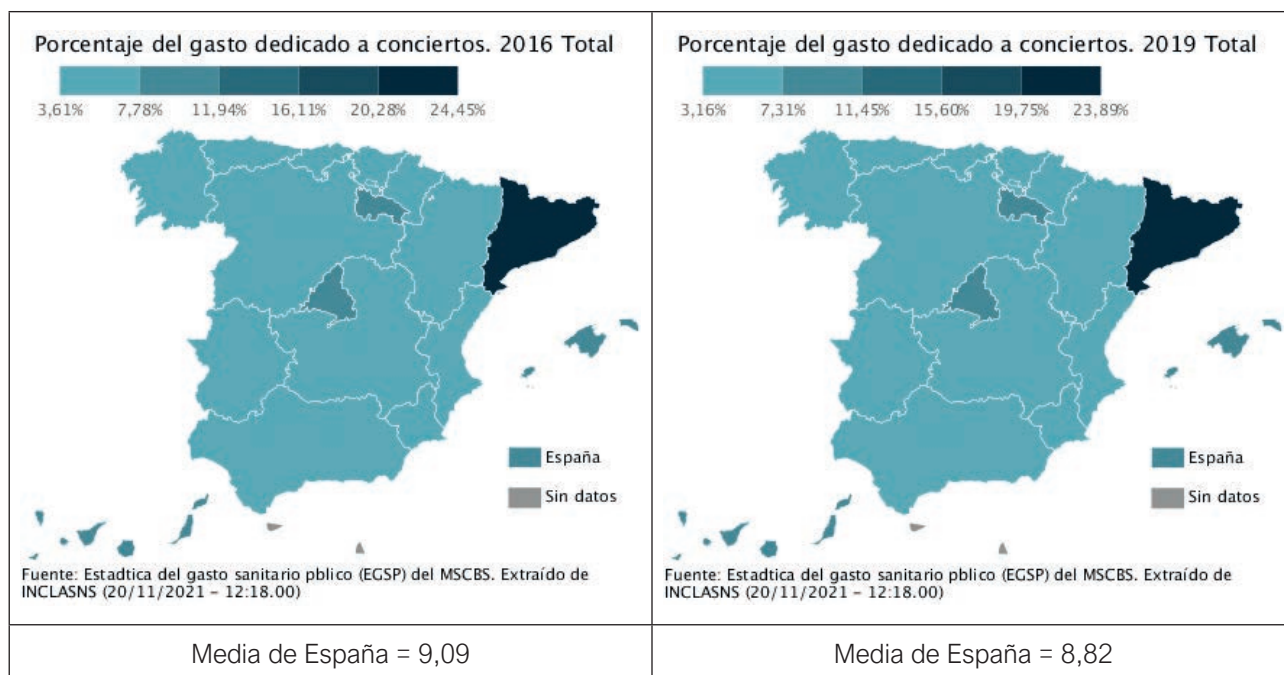 Porcentaje del gasto dedicado a conciertos. 2016 Total
3,61% 7,78% 11,94% 16,11% 20,28% 24,45%
España
Sin datos
Fuente: Estadtica del gasto sanitario pblico (EGSP) del MSCBS. Extraído de
INCLASNS (20/11/2021 – 12:18.00)
Media de España = 9,09
Porcentaje del gasto dedicado a conciertos. 2019 Total
3,16% 7,31% 11,45% 15,60% 19,75% 23,89%
España
Sin datos
Fuente: Estadtica del gasto sanitario pblico (EGSP) del MSCBS. Extraído de
INCLASNS (20/11/2021 – 12:18.00)
Media de España = 8,82